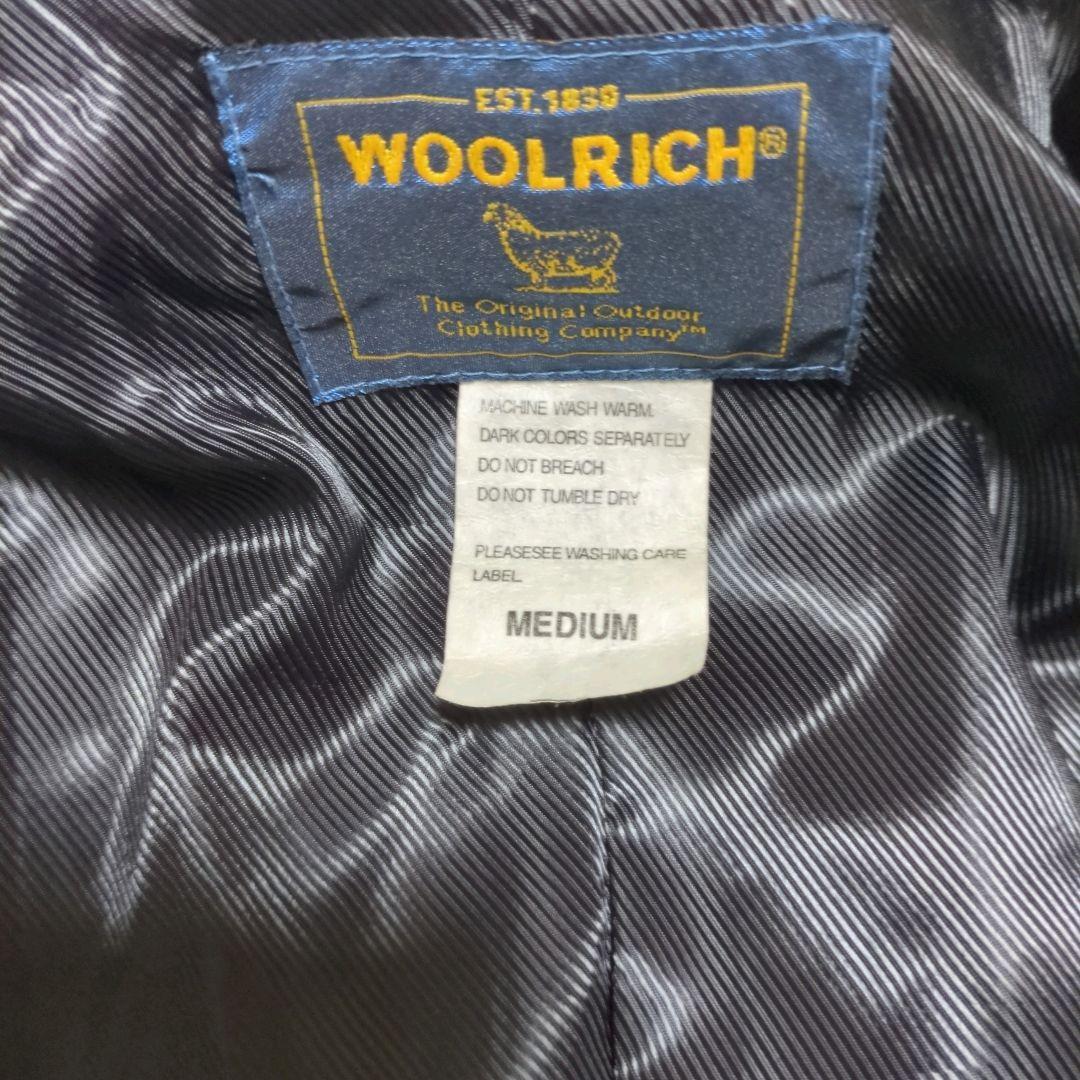 EST. 1830
WOOLRICH®
The Original Outdoor
Clothing Company™
MACHINE WASH WARM.
DARK COLORS SEPARATELY
DO NOT BREACH
DO NOT TUMBLE DRY
PLEASESEE WASHING CARE
LABEL.
MEDIUM